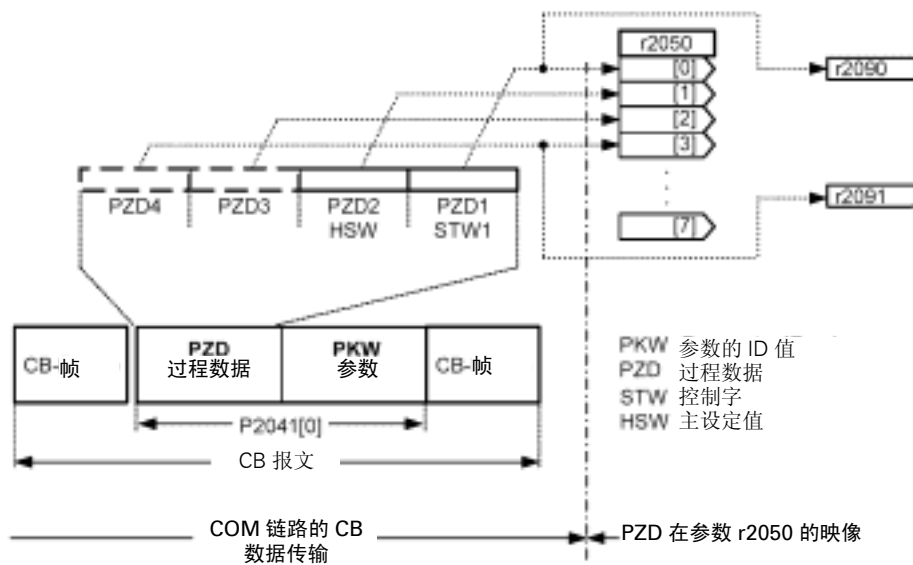 r2050
[0]
r2090
[1]
[2]
[3]
PZD4 PZD3 PZD2 PZD1
HSW STW1
r2091
[7]
CB-帧 PZD PKW CB-帧
过程数据 参数
P2041[0]
CB 报文
PKW 参数的 ID 值
PZD 过程数据
STW 控制字
HSW 主设定值
COM 链路的 CB
数据传输
PZD 在参数 r2050 的映像